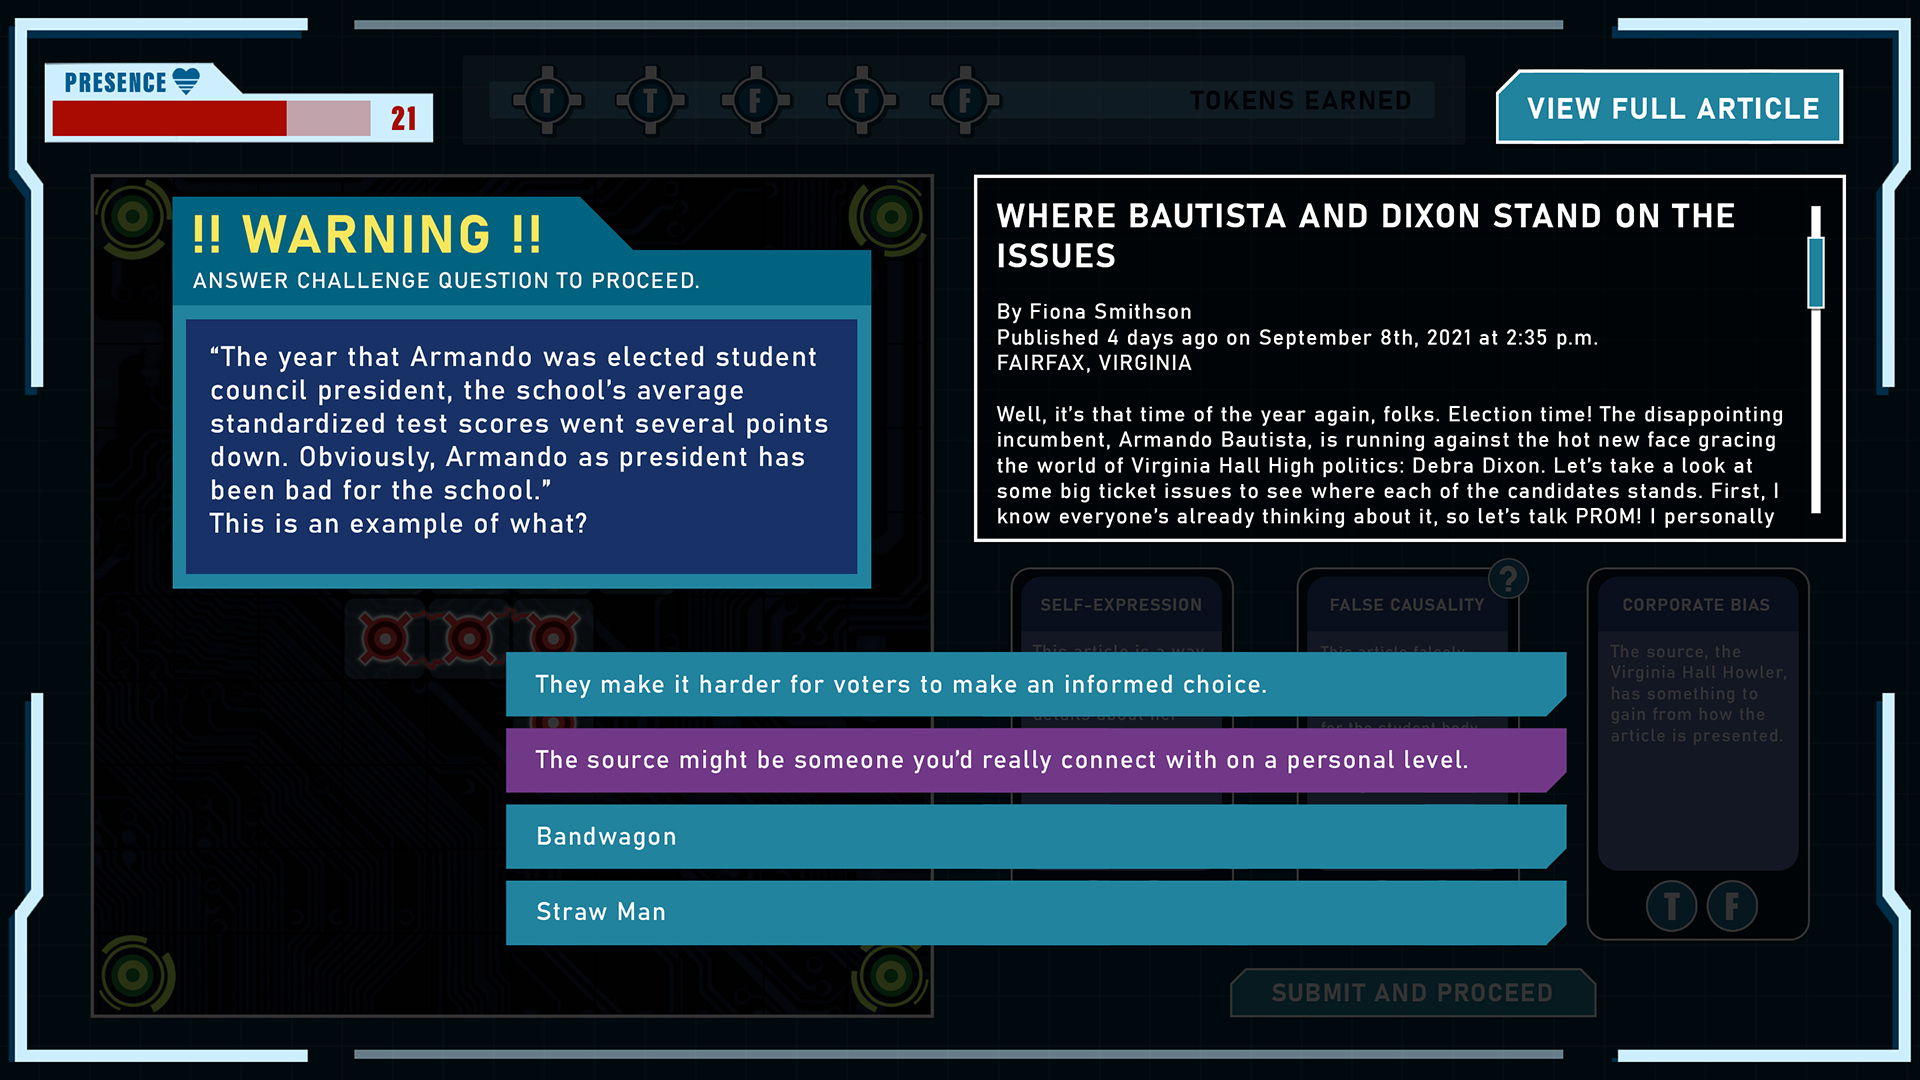 PRESENCE
21
T T F T F
TOKENS EARNED
VIEW FULL ARTICLE
!! WARNING !!
ANSWER CHALLENGE QUESTION TO PROCEED.
“The year that Armando was elected student
council president, the school’s average
standardized test scores went several points
down. Obviously, Armando as president has
been bad for the school.”
This is an example of what?
WHERE BAUTISTA AND DIXON STAND ON THE
ISSUES
By Fiona Smithson
Published 4 days ago on September 8th, 2021 at 2:35 p.m.
FAIRFAX, VIRGINIA
Well, it’s that time of the year again, folks. Election time! The disappointing
incumbent, Armando Bautista, is running against the hot new face gracing
the world of Virginia Hall High politics: Debra Dixon. Let’s take a look at
some big ticket issues to see where each of the candidates stands. First, I
know everyone’s already thinking about it, so let’s talk PROM! I personally
SELF-EXPRESSION
This article is a way
details about her
?
FALSE CAUSALITY
This article falsely
for the student body
CORPORATE BIAS
The source, the
Virginia Hall Howler,
has something to
gain from how the
article is presented.
T F
They make it harder for voters to make an informed choice.
The source might be someone you’d really connect with on a personal level.
Bandwagon
Straw Man
SUBMIT AND PROCEED